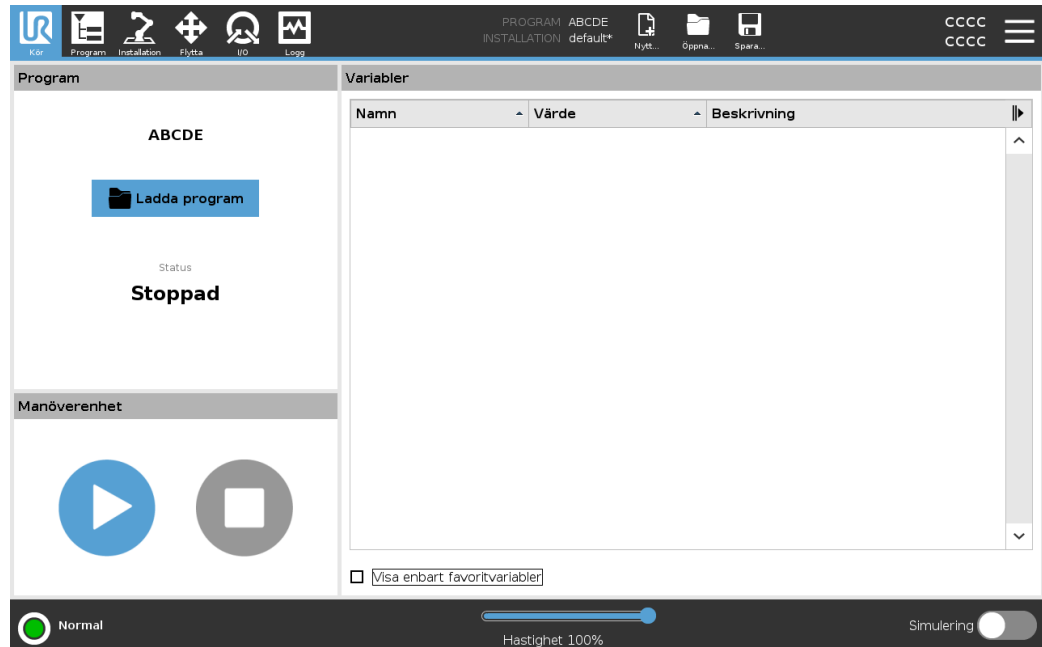 Kör
Program
Installation
Flytta
I/O
Logg
PROGRAM ABCDE
INSTALLATION default*
Nytt...
Öppna...
Spara...
CCCC
CCCC
Program
ABCDE
Ladda program
Status
Stoppad
Manöverenhet
Variabler
Namn Värde Beskrivning
Visa enbart favoritvariabler
Normal
Hastighet 100%
Simulering